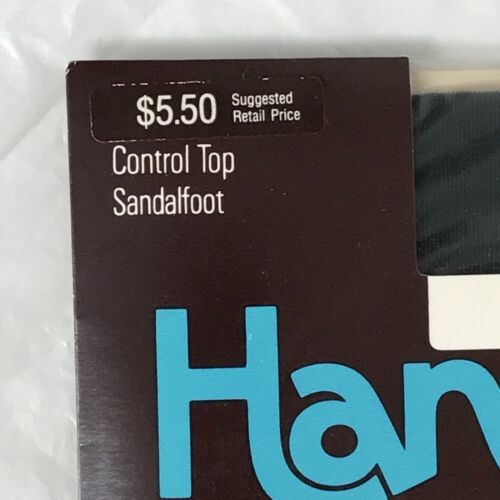 $5.50 Suggested
Retail Price
Control Top
Sandalfoot
Han